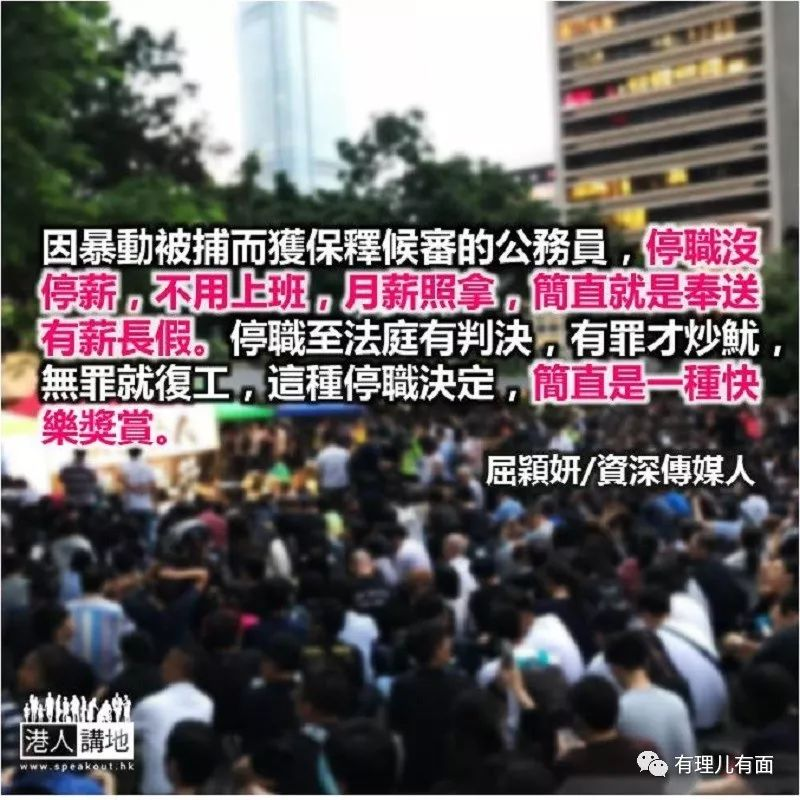 因暴動被捕而獲保釋候審的公務員，停職沒
停薪，不用上班，月薪照拿，簡直就是奉送
有薪長假。停職至法庭有判決，有罪才炒魷，
無罪就復工，這種停職決定，簡直是一種快
樂獎賞。
屈穎妍/資深傳媒人
港人講地
www.speakout.hk
有理儿有面